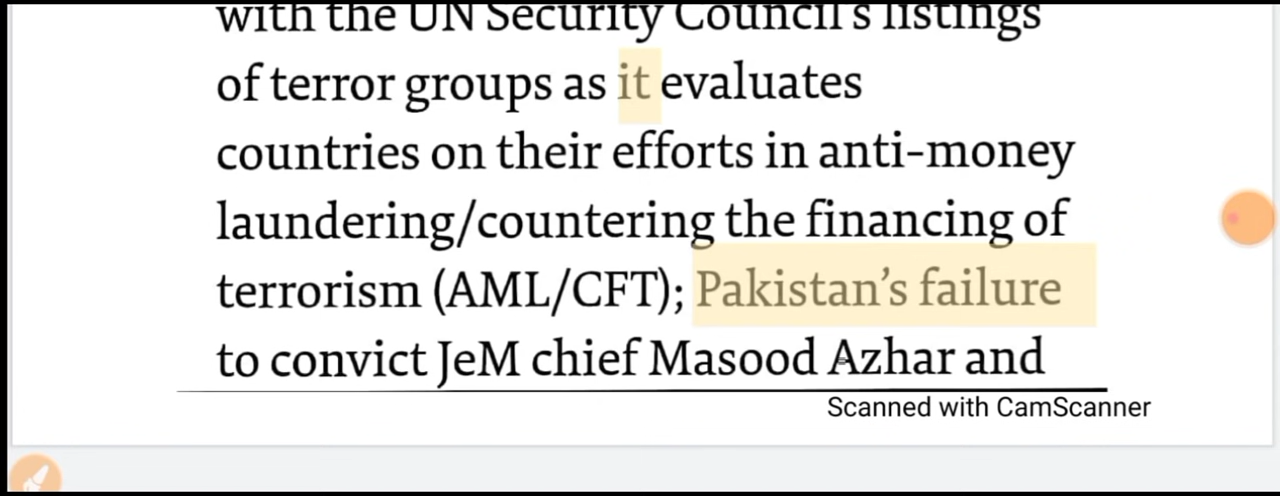 with the UN Security Council's listings
of terror groups as it evaluates
countries on their efforts in anti-money
laundering/countering the financing of
terrorism (AML/CFT); Pakistan’s failure
to convict JeM chief Masood Azhar and
Scanned with CamScanner